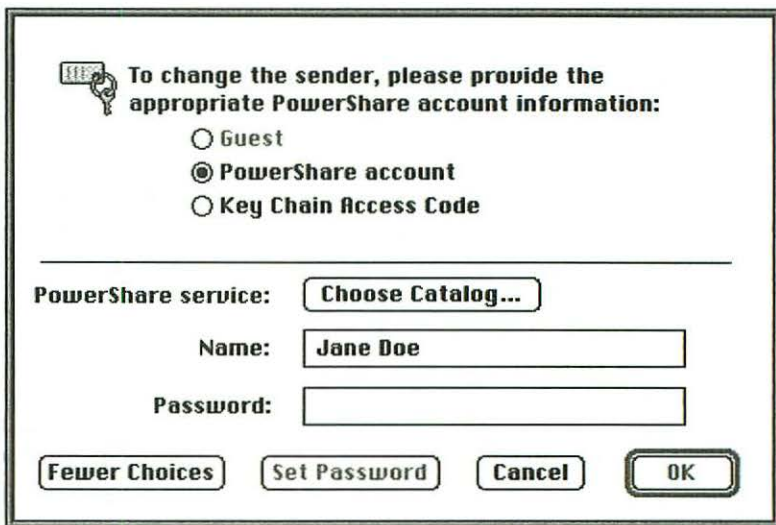 To change the sender, please provide the
appropriate PowerShare account information:
Guest
PowerShare account
Key Chain Access Code
PowerShare service: Choose Catalog...
Name: Jane Doe
Password:
Fewer Choices Set Password Cancel OK